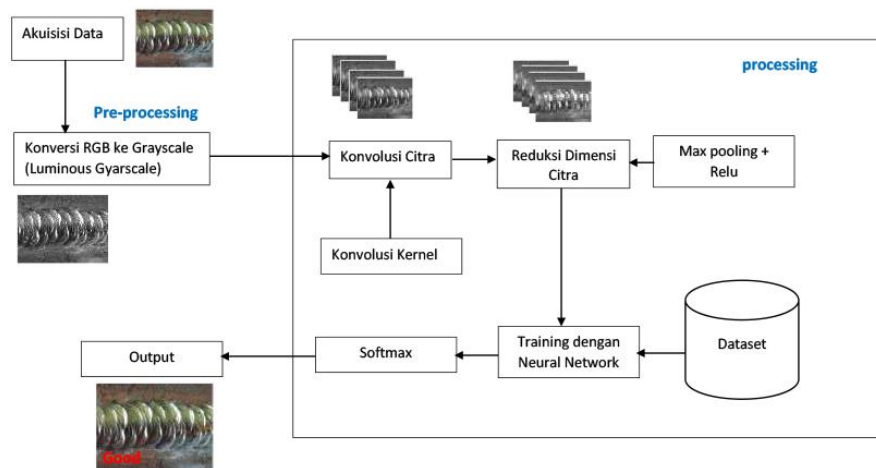 Akuisisi Data
processing
Pre-processing
Konversi RGB ke Grayscale
(Luminous Gyarscale)
Konvolusi Citra
Reduksi Dimensi
Citra
Max pooling +
Relu
Konvolusi Kernel
Output
Softmax
Training dengan
Neural Network
Dataset
Good